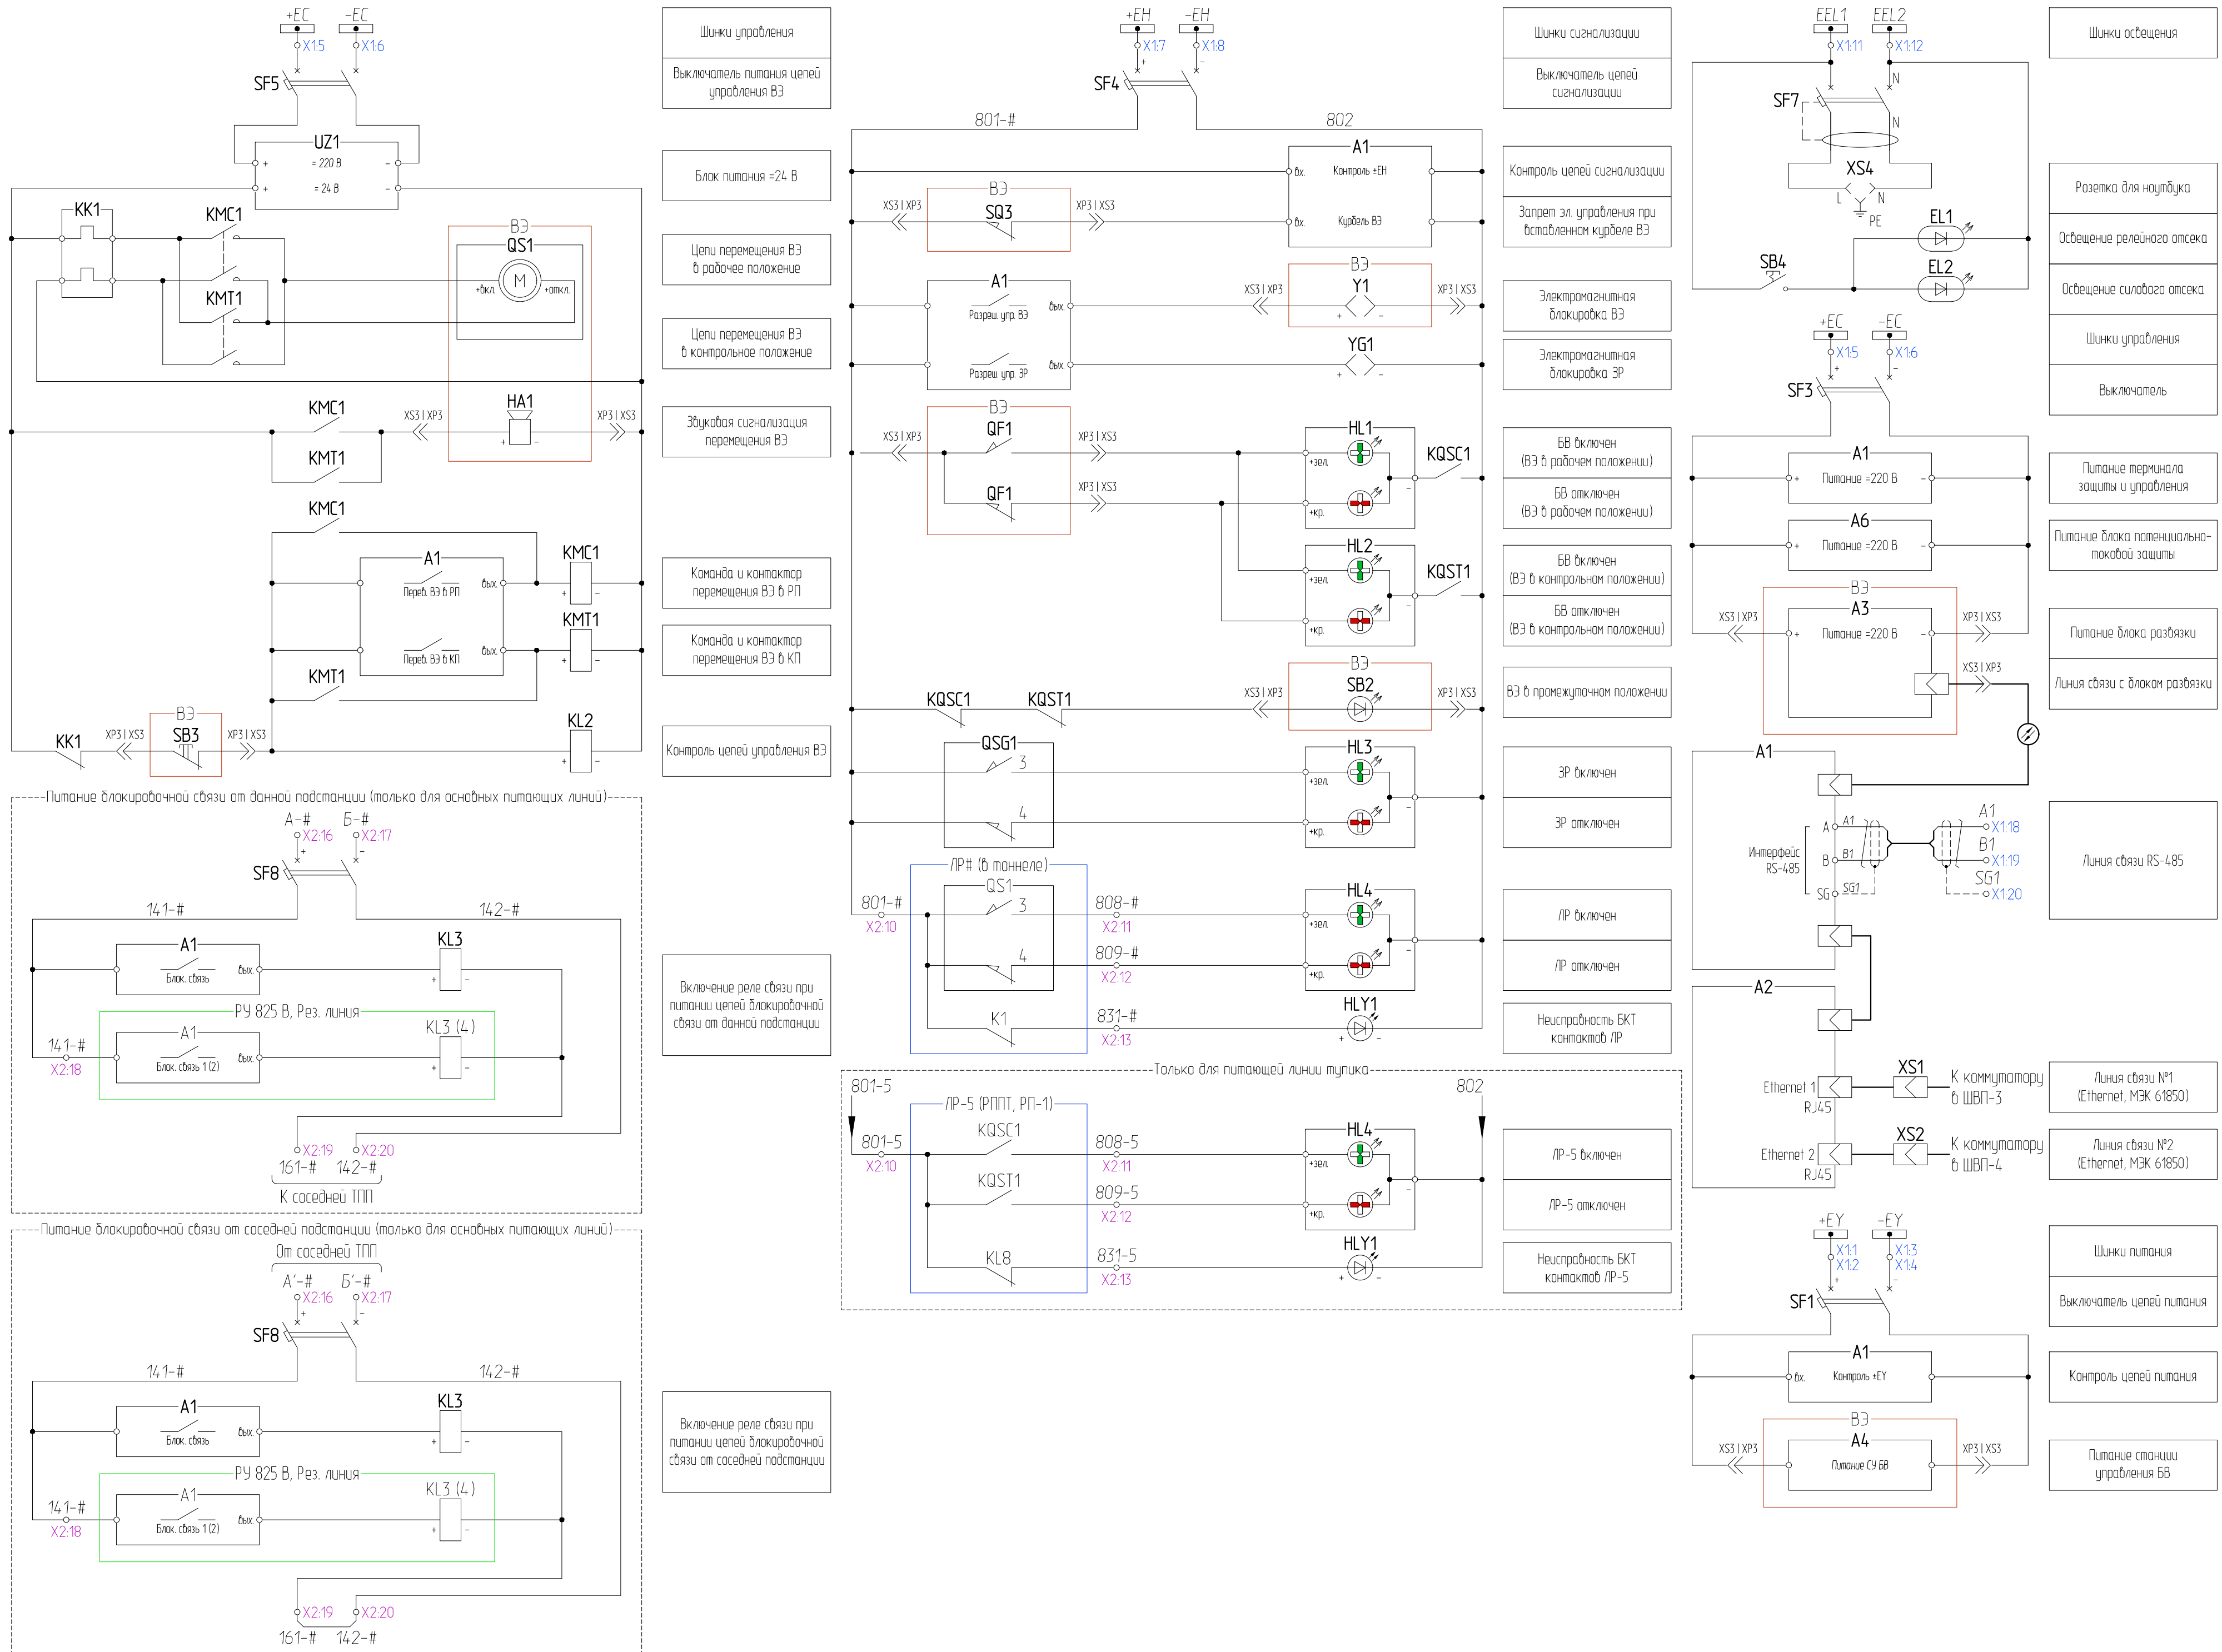 +EC
-EC
X1:5
X1:6
SF5
Шинки управления
Выключатель питания цепей
управления ВЭ
UZ1
+
= 220 В
-
+
= 24 В
-
Блок питания =24 В
KK1
KMC1
KMT1
ВЭ
QS1
+вкл.
M
+откл.
Цепи перемещения ВЭ
в рабочее положение
Цепи перемещения ВЭ
в контрольное положение
KMC1
KMT1
XS3 | XP3
HA1
+
-
XP3 | XS3
Звуковая сигнализация
перемещения ВЭ
KMC1
A1
Перев. ВЭ в РП
вых.
KMC1
+
-
Команда и контактор
перемещения ВЭ в РП
Перев. ВЭ в КП
вых.
KMT1
+
-
Команда и контактор
перемещения ВЭ в КП
KMT1
KK1
XP3 | XS3
ВЭ
SB3
XP3 | XS3
KL2
+
-
Контроль цепей управления ВЭ
Питание блокировочной связи от данной подстанции (только для основных питающих линий)
А-#
Б-#
X2:16
X2:17
+
-
SF8
141-#
142-#
A1
Блок. связь
вых.
KL3
+
-
РУ 825 В, Рез. линия
141-#
X2:18
A1
Блок. связь 1 (2)
вых.
KL3 (4)
+
-
X2:19
X2:20
161-#
142-#
К соседней ТПП
Включение реле связи при
питании цепей блокировочной
связи от данной подстанции
Питание блокировочной связи от соседней подстанции (только для основных питающих линий)
От соседней ТПП
А'-#
Б'-#
X2:16
X2:17
+
-
SF8
141-#
142-#
A1
Блок. связь
вых.
KL3
+
-
РУ 825 В, Рез. линия
141-#
X2:18
A1
Блок. связь 1 (2)
вых.
KL3 (4)
+
-
X2:19
X2:20
161-#
142-#
Включение реле связи при
питании цепей блокировочной
связи от соседней подстанции
+EH
-EH
X1:7
X1:8
+
-
SF4
801-#
802
Шинки сигнализации
Выключатель цепей
сигнализации
A1
вх.
Контроль ±EH
Контроль цепей сигнализации
XS3 | XP3
ВЭ
SQ3
XP3 | XS3
вх.
Курбель ВЭ
Запрет эл. управления при
вставленном курбеле ВЭ
A1
Разреш. упр. ВЭ
вых.
XS3 | XP3
ВЭ
Y1
+
-
XP3 | XS3
Электромагнитная
блокировка ВЭ
Разреш. упр. ЗР
вых.
YG1
+
-
Электромагнитная
блокировка ЗР
XS3 | XP3
ВЭ
QF1
XP3 | XS3
QF1
XP3 | XS3
HL1
+зел.
+кр.
-
KQSC1
БВ включен
(ВЭ в рабочем положении)
БВ отключен
(ВЭ в рабочем положении)
HL2
+зел.
+кр.
-
KQST1
БВ включен
(ВЭ в контрольном положении)
БВ отключен
(ВЭ в контрольном положении)
KQSC1
KQST1
XS3 | XP3
ВЭ
SB2
XP3 | XS3
ВЭ в промежуточном положении
QSG1
3
4
HL3
+зел.
+кр.
-
ЗР включен
ЗР отключен
801-#
X2:10
ЛР# (в тоннеле)
QS1
3
4
808-#
X2:11
809-#
X2:12
HL4
+зел.
+кр.
-
ЛР включен
ЛР отключен
K1
831-#
X2:13
HLY1
+
-
Неисправность БКТ
контактов ЛР
Только для питающей линии тупика
801-5
802
801-5
X2:10
ЛР-5 (РППТ, РП-1)
KQSC1
808-5
X2:11
KQST1
809-5
X2:12
HL4
+зел.
+кр.
-
ЛР-5 включен
ЛР-5 отключен
KL8
831-5
X2:13
HLY1
+
-
Неисправность БКТ
контактов ЛР-5
EEL1
EEL2
X1:11
X1:12
N
SF7
N
XS4
L
N
PE
Шинки освещения
Розетка для ноутбука
EL1
Освещение релейного отсека
SB4
EL2
Освещение силового отсека
+EC
-EC
X1:5
X1:6
+
-
SF3
Шинки управления
Выключатель
A1
+
Питание =220 В
-
Питание терминала
защиты и управления
A6
+
Питание =220 В
-
Питание блока потенциально-
токовой защиты
ВЭ
XS3 | XP3
A3
+
Питание =220 В
-
XP3 | XS3
Питание блока развязки
XS3 | XP3
Линия связи с блоком развязки
A1
Интерфейс
RS-485
A
A1
B
B1
SG
SG1
A1
X1:18
B1
X1:19
SG1
X1:20
Линия связи RS-485
A2
Ethernet 1
RJ45
XS1
К коммутатору
в ШВП-3
Линия связи №1
(Ethernet, МЭК 61850)
Ethernet 2
RJ45
XS2
К коммутатору
в ШВП-4
Линия связи №2
(Ethernet, МЭК 61850)
+EY
-EY
X1:1
X1:2
X1:3
X1:4
+
-
SF1
Шинки питания
Выключатель цепей питания
A1
вх.
Контроль ±EY
Контроль цепей питания
ВЭ
XS3 | XP3
A4
Питание СУ БВ
XP3 | XS3
Питание станции
управления БВ